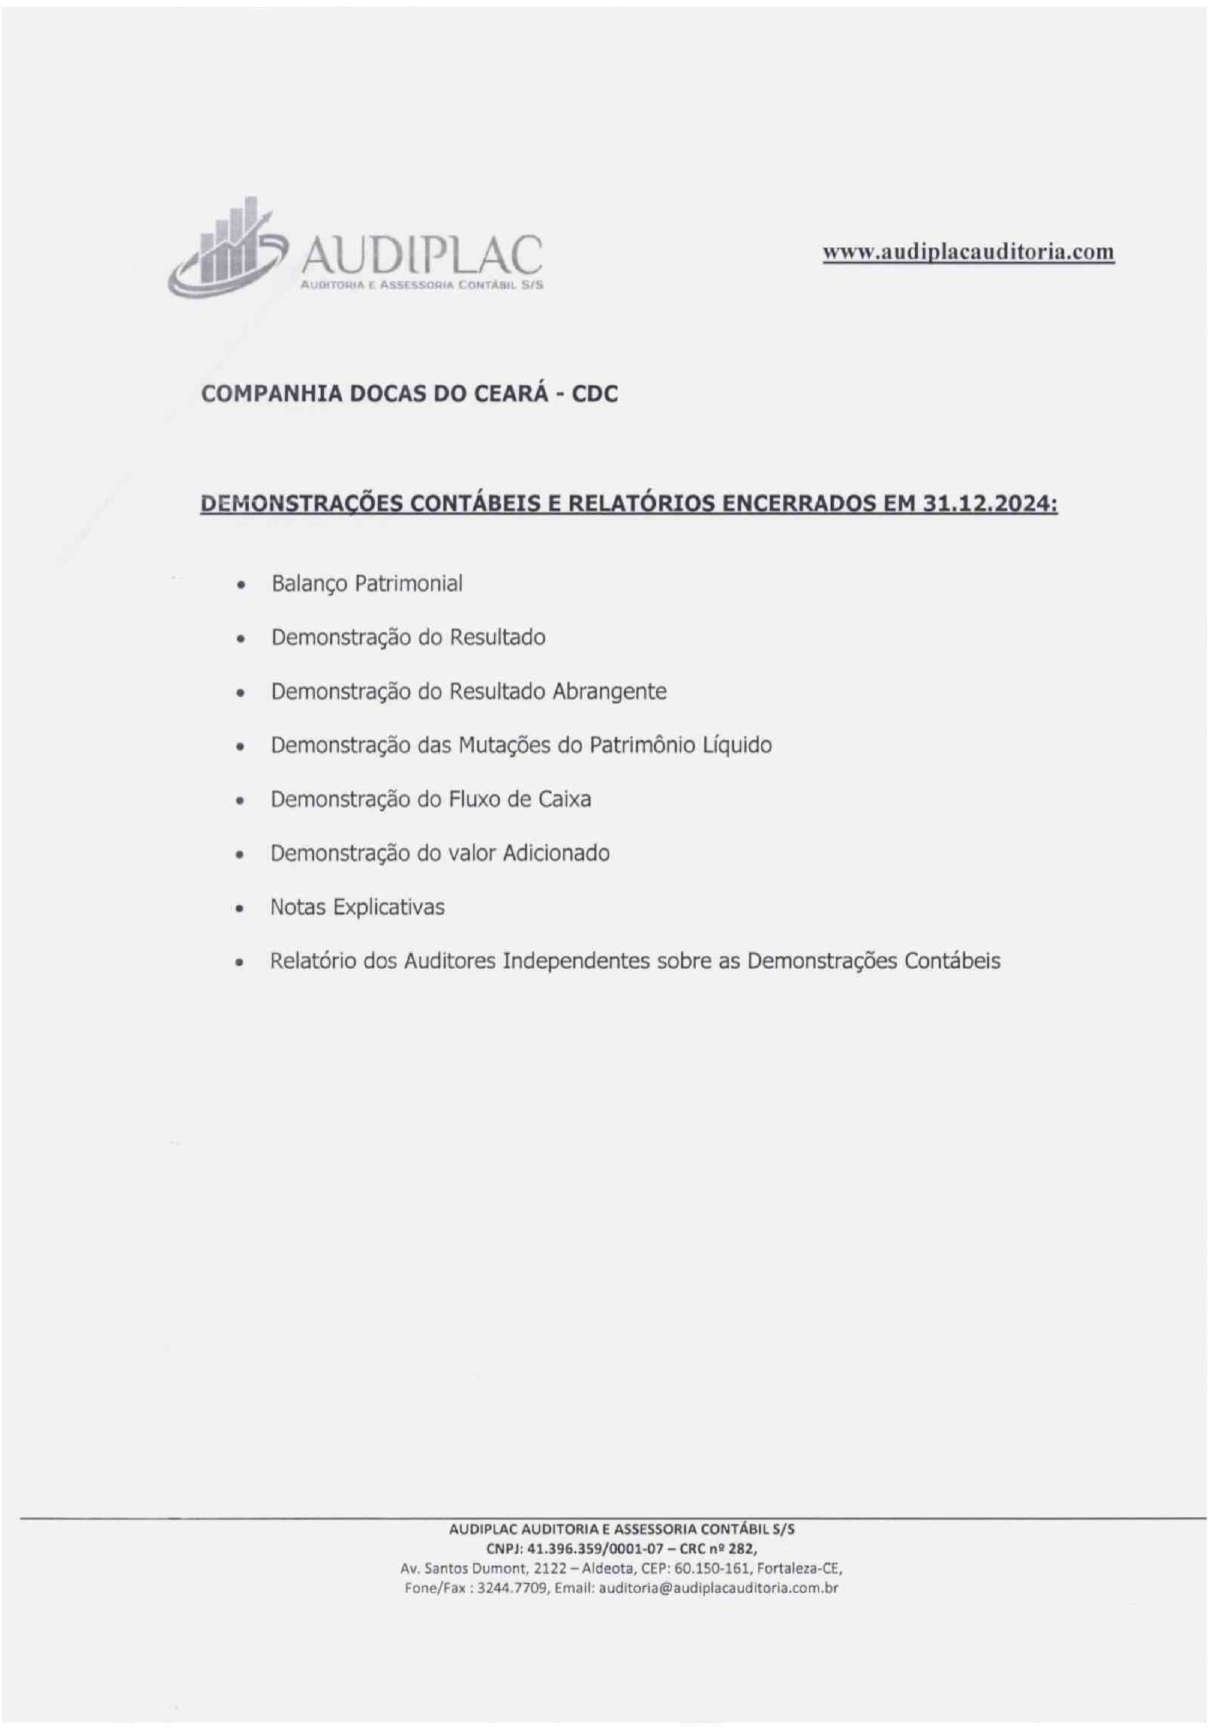 AUDIPLAC
AUDITORIA E ASSESSORIA CONTÁBIL S/S
www.audiplacauditoria.com
COMPANHIA DOCAS DO CEARÁ - CDC
DEMONSTRAÇÕES CONTÁBEIS E RELATÓRIOS ENCERRADOS EM 31.12.2024:
• Balanço Patrimonial
• Demonstração do Resultado
• Demonstração do Resultado Abrangente
• Demonstração das Mutações do Patrimônio Líquido
• Demonstração do Fluxo de Caixa
• Demonstração do valor Adicionado
• Notas Explicativas
• Relatório dos Auditores Independentes sobre as Demonstrações Contábeis
AUDIPLAC AUDITORIA E ASSESSORIA CONTÁBIL S/S
CNPJ: 41.396.359/0001-07 – CRC nº 282,
Av. Santos Dumont, 2122 – Aldeota, CEP: 60.150-161, Fortaleza-CE,
Fone/Fax : 3244.7709, Email: auditoria@audiplacauditoria.com.br